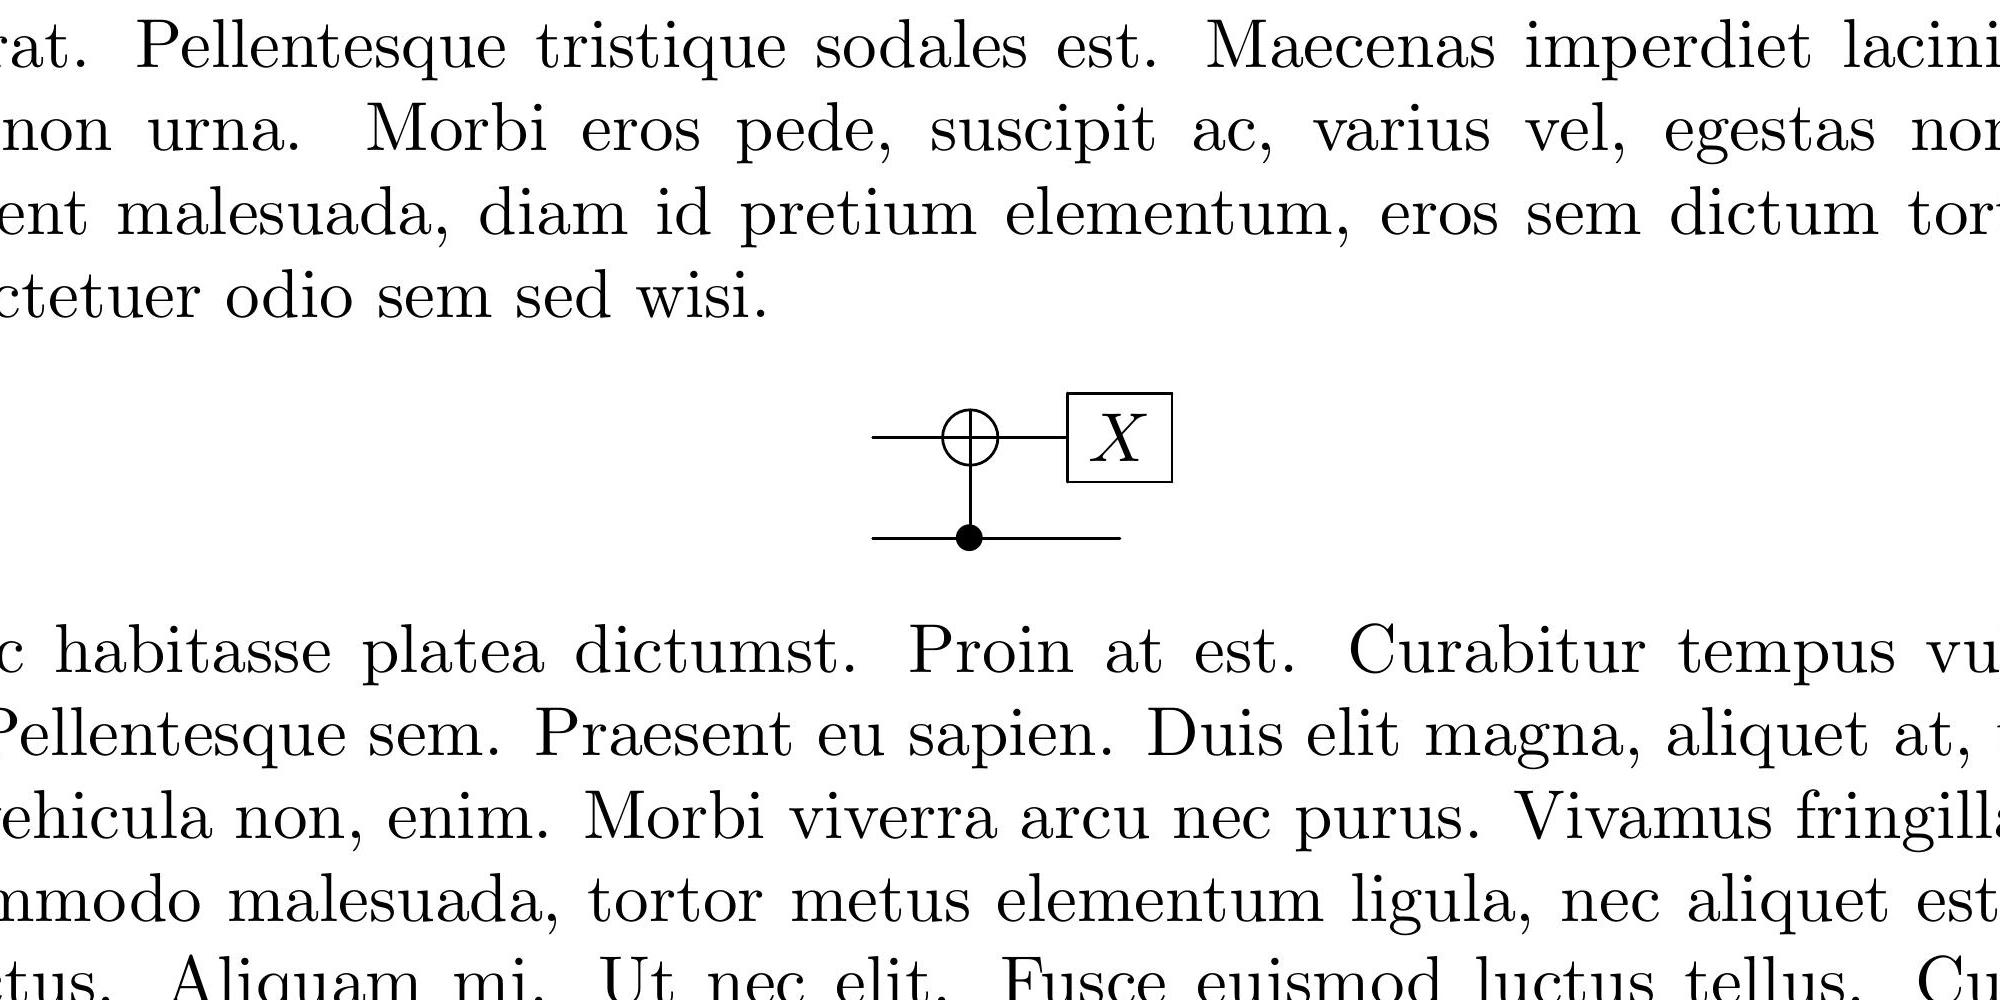 rat. Pellentesque tristique sodales est. Maecenas imperdiet lacini
non urna. Morbi eros pede, suscipit ac, varius vel, egestas non
ent malesuada, diam id pretium elementum, eros sem dictum tort
ctetuer odio sem sed wisi.
X
c habitasse platea dictumst. Proin at est. Curabitur tempus vu
Pellentesque sem. Praesent eu sapien. Duis elit magna, aliquet at,
vehicula non, enim. Morbi viverra arcu nec purus. Vivamus fringilla
mmodo malesuada, tortor metus elementum ligula, nec aliquet est
ctus. Aliquam mi. Ut nec elit. Fusce euismod luctus tellus. Cu